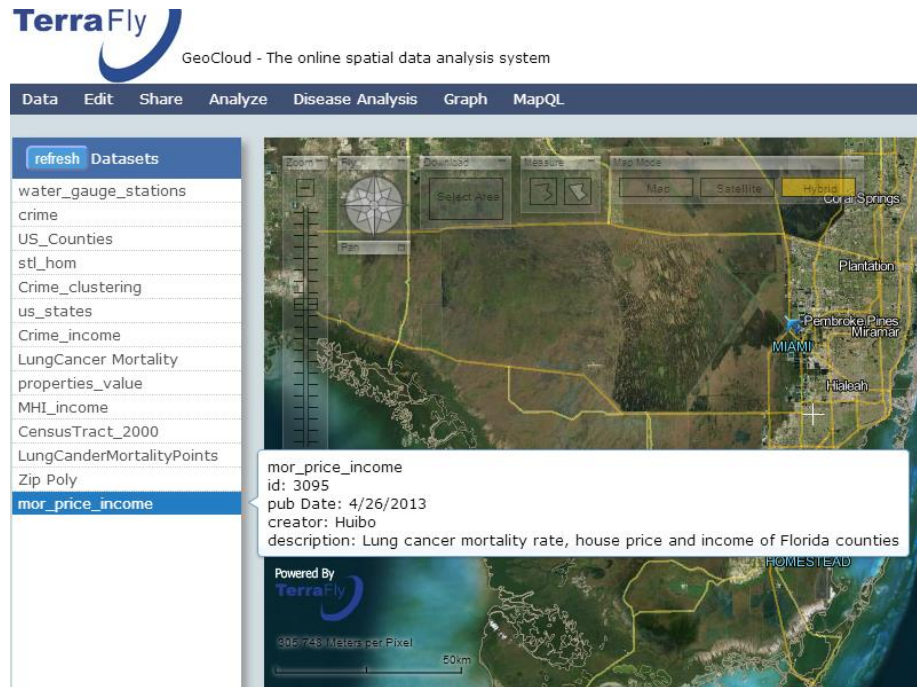 TerraFly
GeoCloud - The online spatial data analysis system
Data Edit Share Analyze Disease Analysis Graph MapQL
refresh Datasets
water_gauge_stations
crime
US_Counties
stl_hom
Crime_clustering
us_states
Crime_income
LungCancer Mortality
properties_value
MHI_income
CensusTract_2000
LungCanderMortalityPoints
Zip Poly
mor_price_income
Zoom Fly Download Measure Map Mode
Select Area
Map Satellite Hybrid
Pan
Coral Springs
Plantation
Pembroke Pines
Miramar
MIAMI
Hialeah
mor_price_income
id: 3095
pub Date: 4/26/2013
creator: Huibo
description: Lung cancer mortality rate, house price and income of Florida counties
HOMESTEAD
Powered By
TerraFly
305.748 Meters per Pixel
50km